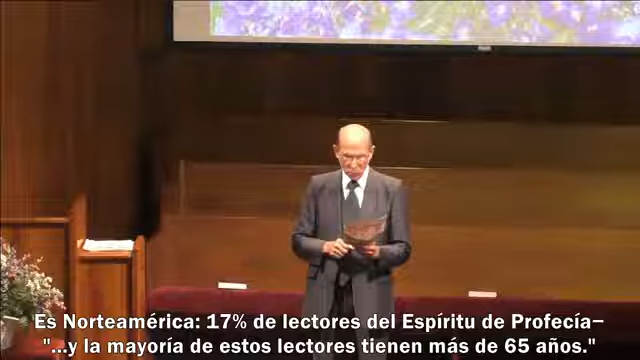 Es Norteamérica: 17% de lectores del Espíritu de Profecía—
"...y la mayoría de estos lectores tienen más de 65 años."